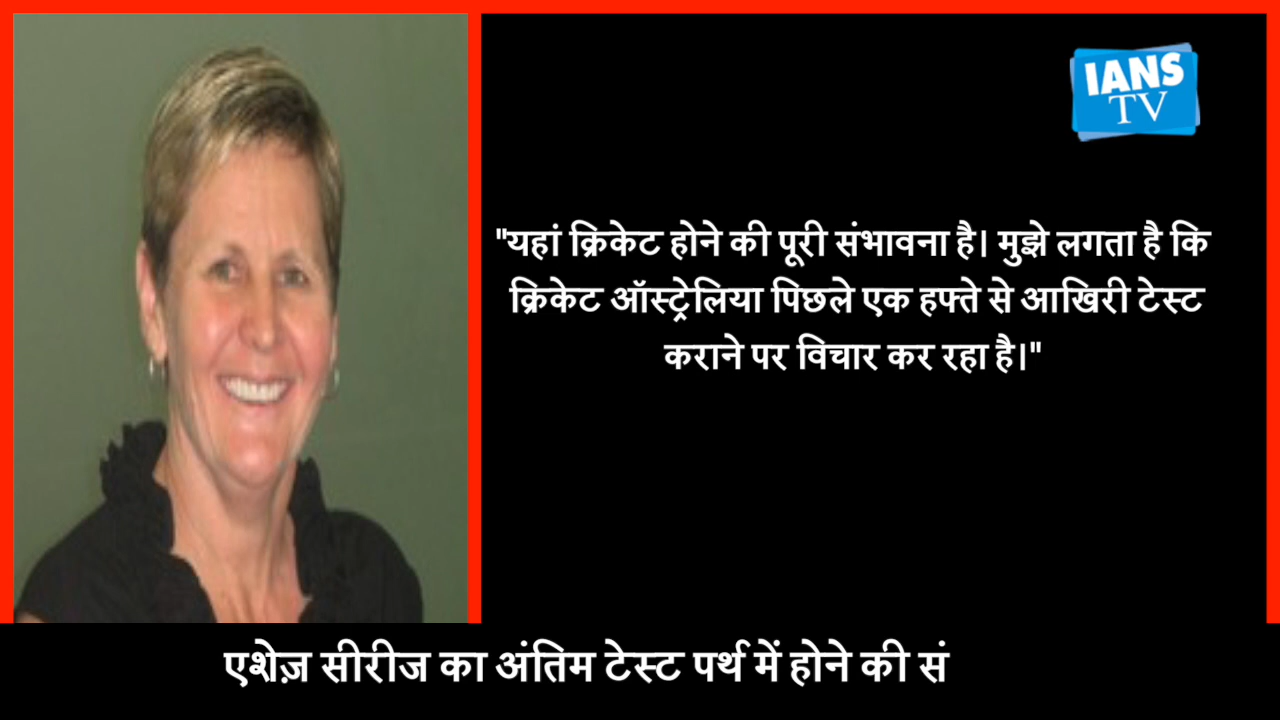 IANS
TV
"यहां क्रिकेट होने की पूरी संभावना है। मुझे लगता है कि
क्रिकेट ऑस्ट्रेलिया पिछले एक हफ्ते से आखिरी टेस्ट
कराने पर विचार कर रहा है।"
एशेज़ सीरीज का अंतिम टेस्ट पर्थ में होने की सं